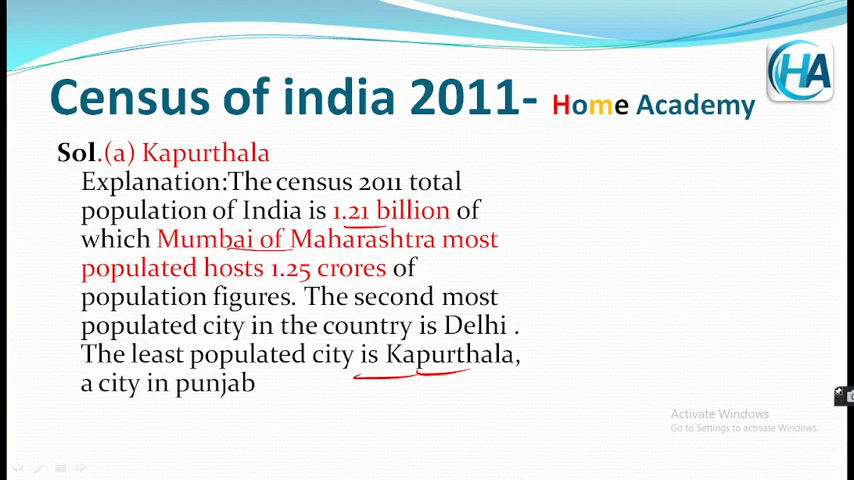 Census of india 2011- Home Academy
HA
Sol.(a) Kapurthala
Explanation:The census 2011 total
population of India is 1.21 billion of
which Mumbai of Maharashtra most
populated hosts 1.25 crores of
population figures. The second most
populated city in the country is Delhi .
The least populated city is Kapurthala,
a city in punjab
Activate Windows
Go to Settings to activate Windows.